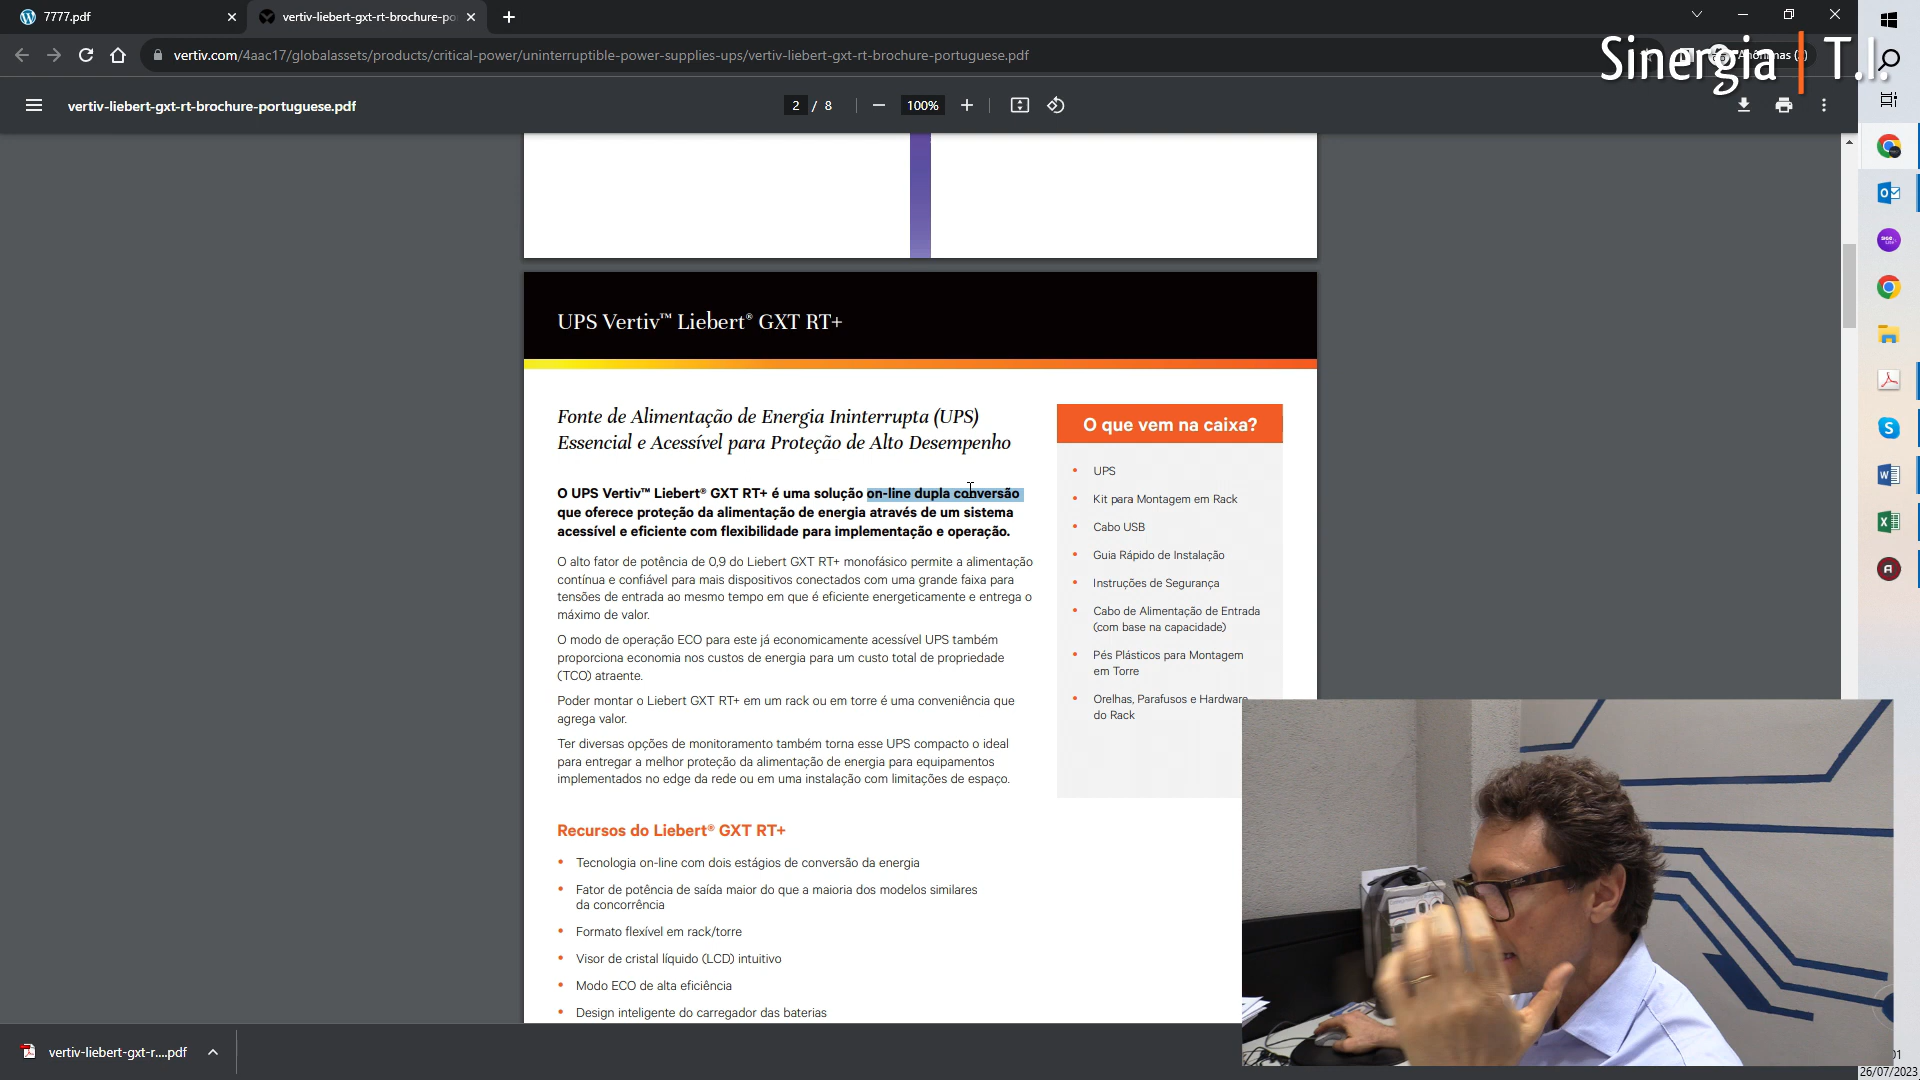 7777.pdf
vertiv-liebert-gxt-rt-brochure-po
vertiv.com/4aac17/globalassets/products/critical-power/uninterruptible-power-supplies-ups/vertiv-liebert-gxt-rt-brochure-portuguese.pdf
Sinergia | T.I.
vertiv-liebert-gxt-rt-brochure-portuguese.pdf
2 / 8
100%
UPS Vertiv™ Liebert® GXT RT+
Fonte de Alimentação de Energia Ininterrupta (UPS)
Essencial e Acessível para Proteção de Alto Desempenho
O UPS Vertiv™ Liebert® GXT RT+ é uma solução on-line dupla conversão
que oferece proteção da alimentação de energia através de um sistema
acessível e eficiente com flexibilidade para implementação e operação.
O alto fator de potência de 0,9 do Liebert GXT RT+ monofásico permite a alimentação
contínua e confiável para mais dispositivos conectados com uma grande faixa para
tensões de entrada ao mesmo tempo em que é eficiente energeticamente e entrega o
máximo de valor.
O modo de operação ECO para este já economicamente acessível UPS também
proporciona economia nos custos de energia para um custo total de propriedade
(TCO) atraente.
Poder montar o Liebert GXT RT+ em um rack ou em torre é uma conveniência que
agrega valor.
Ter diversas opções de monitoramento também torna esse UPS compacto o ideal
para entregar a melhor proteção da alimentação de energia para equipamentos
implementados no edge da rede ou em uma instalação com limitações de espaço.
Recursos do Liebert® GXT RT+
• Tecnologia on-line com dois estágios de conversão da energia
• Fator de potência de saída maior do que a maioria dos modelos similares
da concorrência
• Formato flexível em rack/torre
• Visor de cristal líquido (LCD) intuitivo
• Modo ECO de alta eficiência
• Design inteligente do carregador das baterias
O que vem na caixa?
• UPS
• Kit para Montagem em Rack
• Cabo USB
• Guia Rápido de Instalação
• Instruções de Segurança
• Cabo de Alimentação de Entrada
(com base na capacidade)
• Pés Plásticos para Montagem
em Torre
• Orelhas, Parafusos e Hardware
do Rack
vertiv-liebert-gxt-r....pdf
26/07/2023